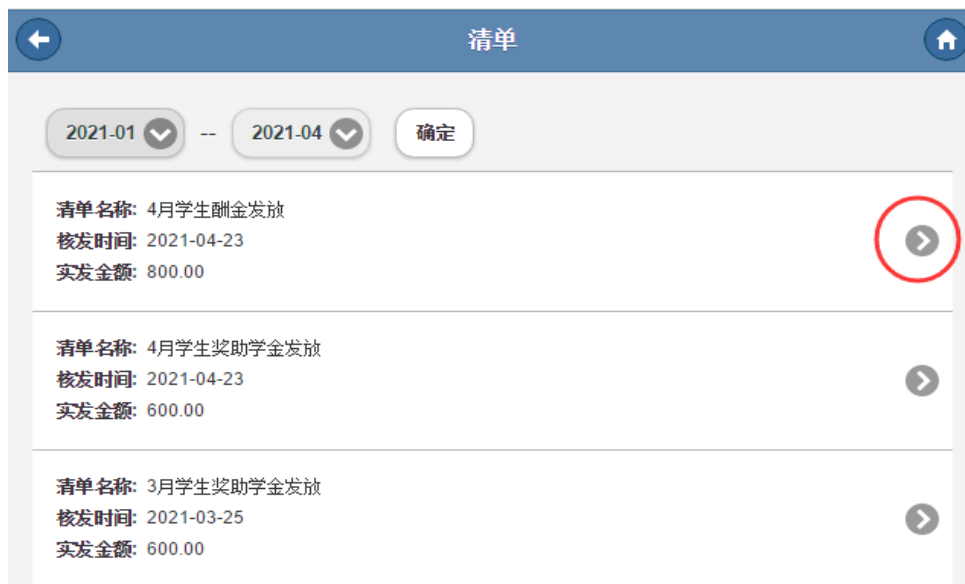 清单
2021-01 -- 2021-04 确定
清单名称: 4月学生酬金发放
核发时间: 2021-04-23
实发金额: 800.00
清单名称: 4月学生奖助学金发放
核发时间: 2021-04-23
实发金额: 600.00
清单名称: 3月学生奖助学金发放
核发时间: 2021-03-25
实发金额: 600.00